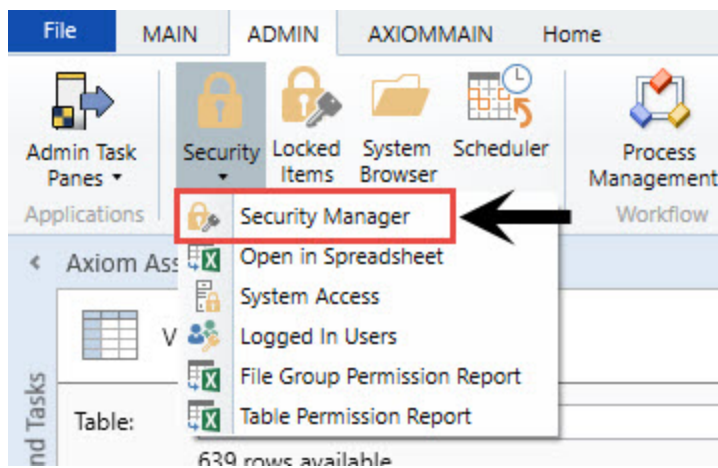 File MAIN ADMIN AXIOMMAIN Home
Admin Task Panes
Security
Locked Items
System Browser
Scheduler
Process Management
Applications
Workflow
Security Manager
Open in Spreadsheet
System Access
Logged In Users
File Group Permission Report
Table Permission Report
Axiom Ass
V
nd Tasks
Table:
639 rows available